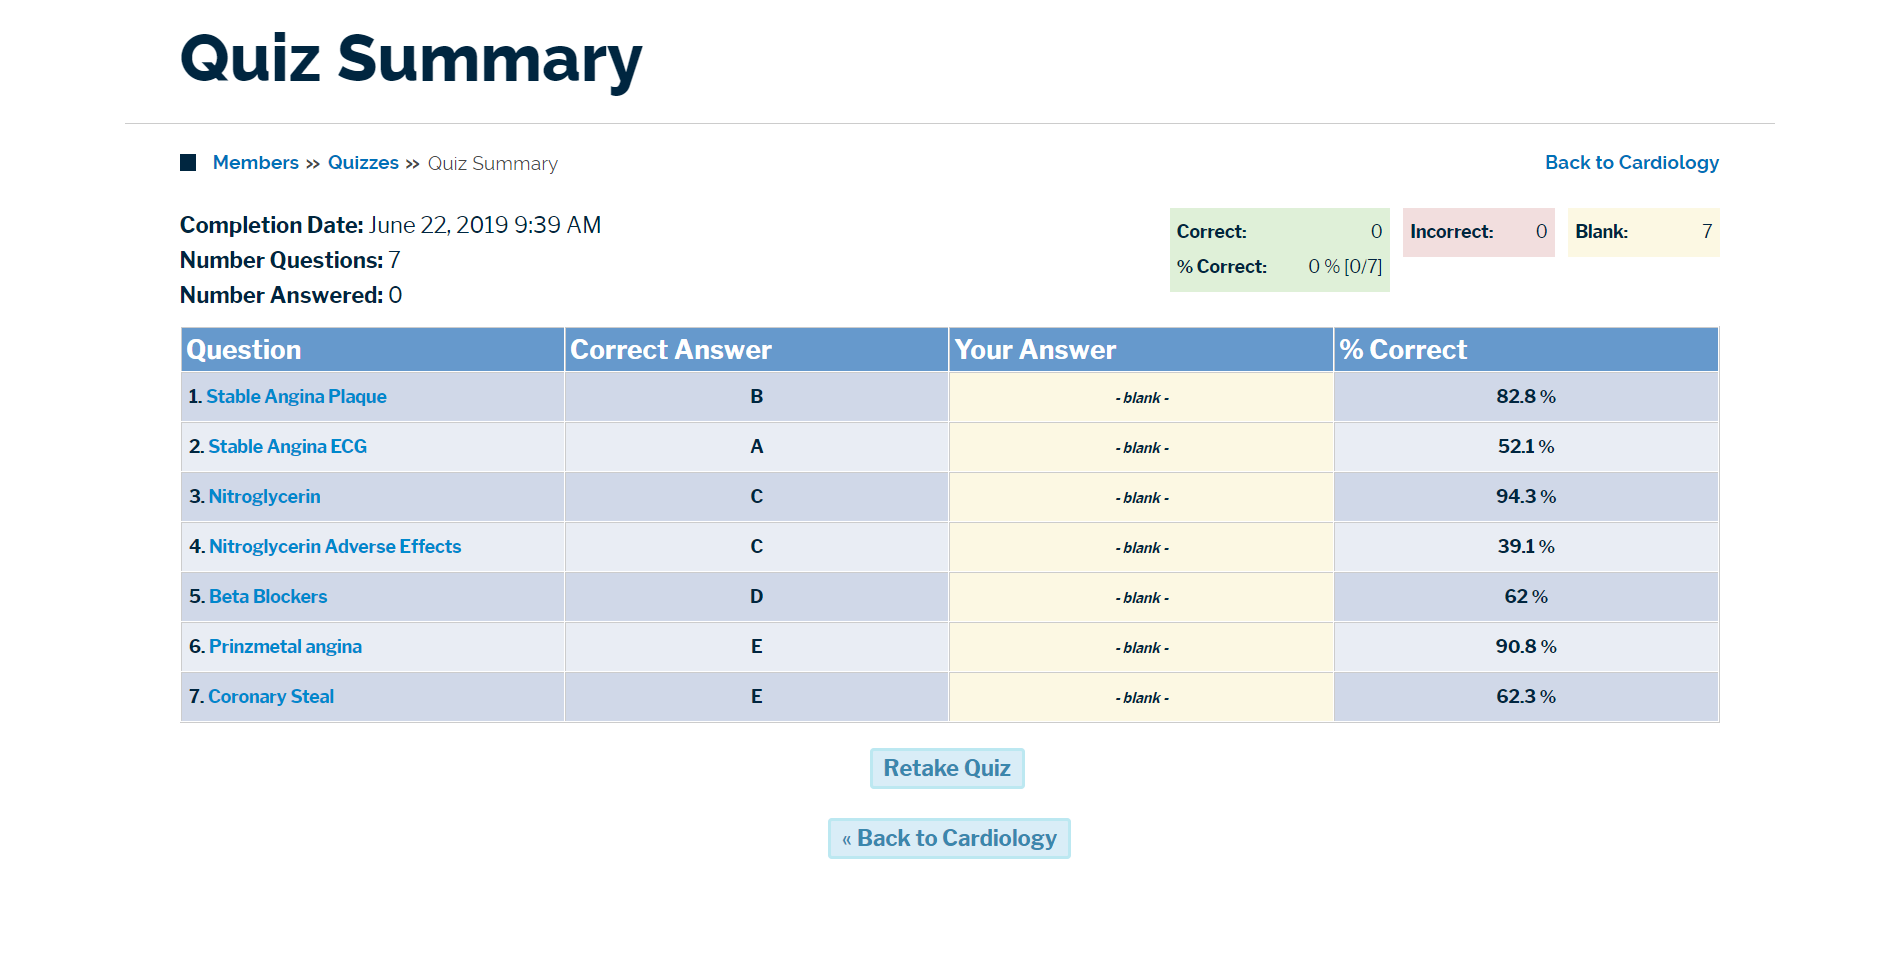 Quiz Summary
Members » Quizzes » Quiz Summary
Back to Cardiology
Completion Date: June 22, 2019 9:39 AM
Number Questions: 7
Number Answered: 0
Correct: 0
% Correct: 0 % [0/7]
Incorrect: 0
Blank: 7
Question Correct Answer Your Answer % Correct
1. Stable Angina Plaque B - blank - 82.8 %
2. Stable Angina ECG A - blank - 52.1 %
3. Nitroglycerin C - blank - 94.3 %
4. Nitroglycerin Adverse Effects C - blank - 39.1 %
5. Beta Blockers D - blank - 62 %
6. Prinzmetal angina E - blank - 90.8 %
7. Coronary Steal E - blank - 62.3 %
Retake Quiz
« Back to Cardiology